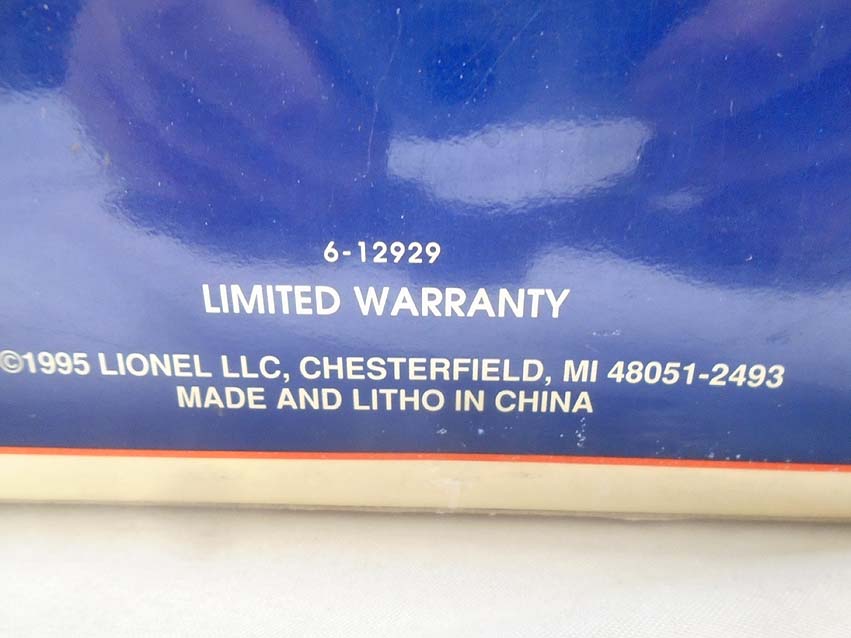 6-12929
LIMITED WARRANTY
©1995 LIONEL LLC, CHESTERFIELD, MI 48051-2493
MADE AND LITHO IN CHINA